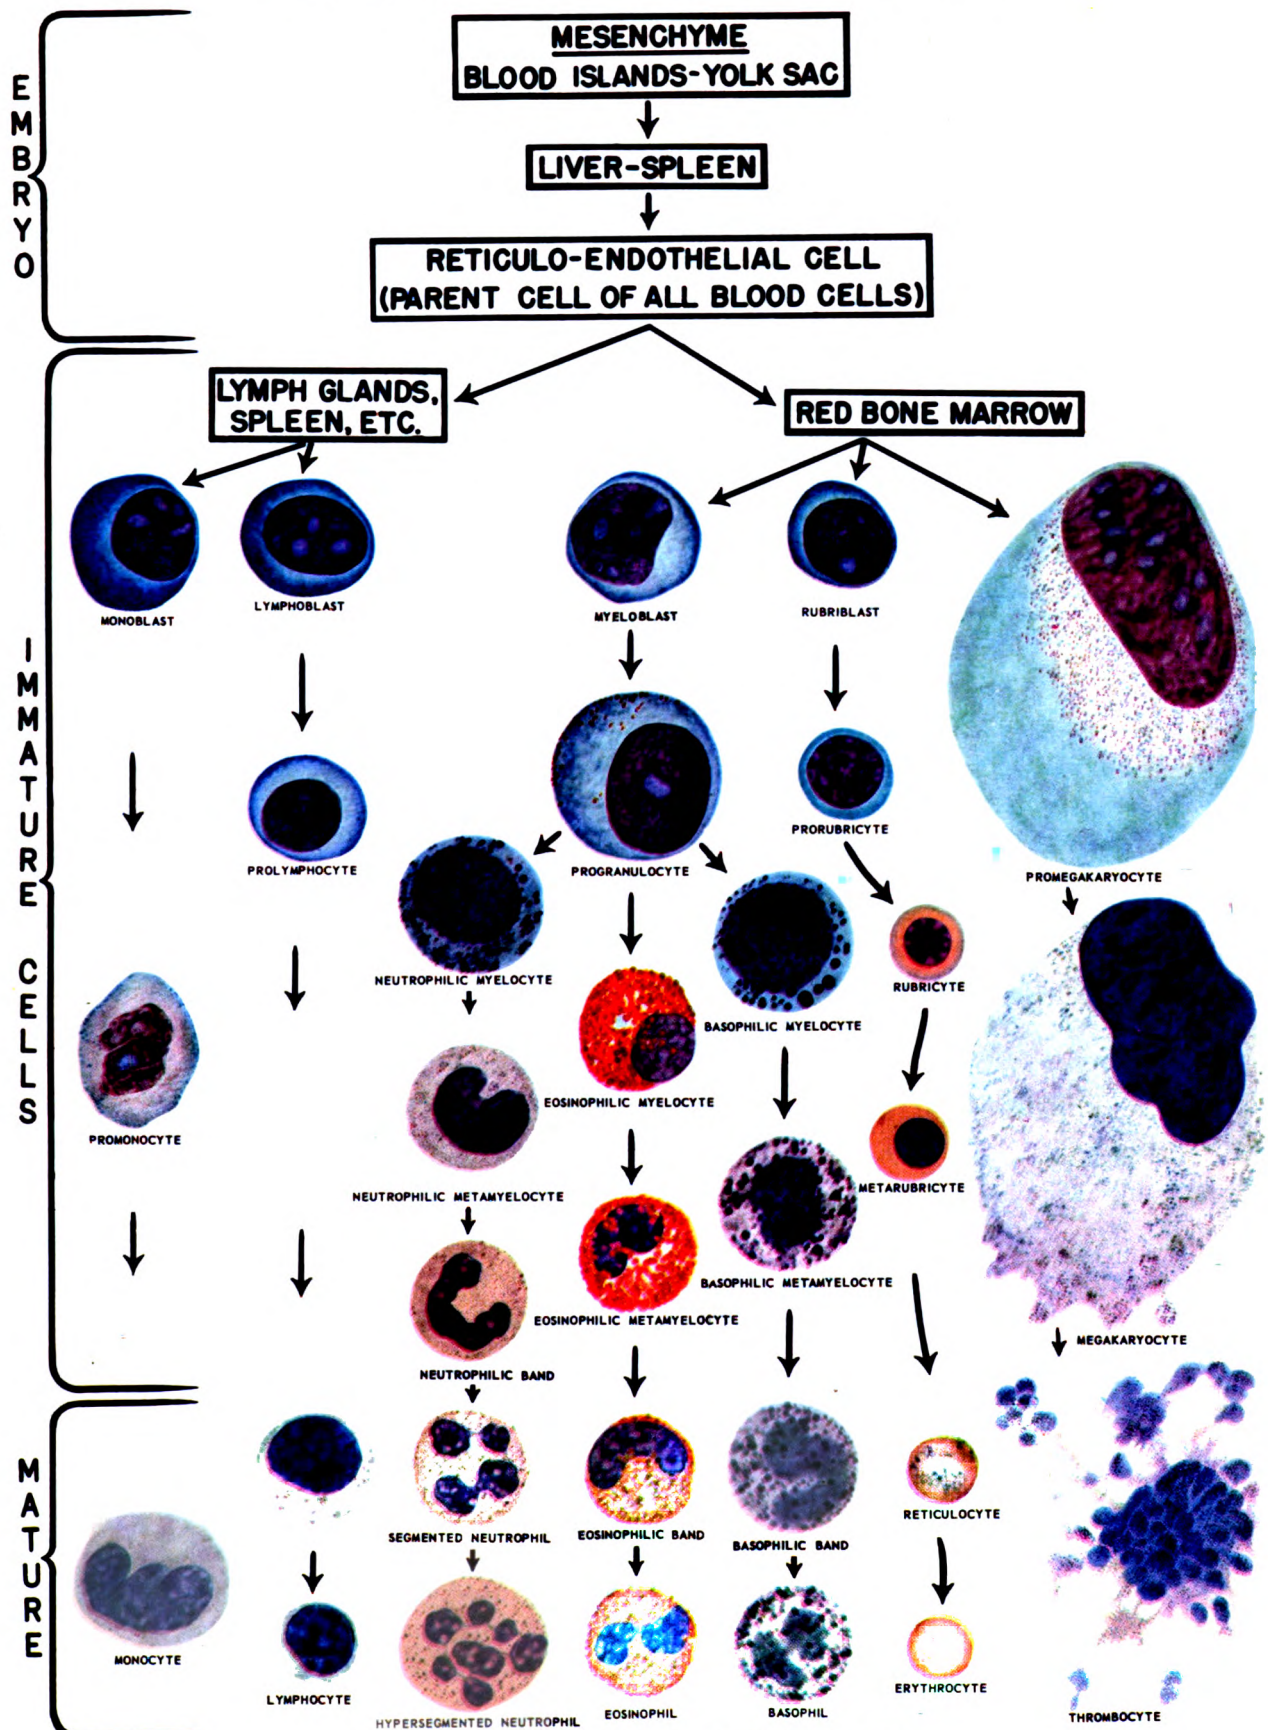 EMBRYO
MESENCHYME
BLOOD ISLANDS-YOLK SAC
LIVER-SPLEEN
RETICULO-ENDOTHELIAL CELL
(PARENT CELL OF ALL BLOOD CELLS)
IMMATURE CELLS
LYMPH GLANDS,
SPLEEN, ETC.
RED BONE MARROW
MONOBLAST
LYMPHOBLAST
MYELOBLAST
RUBRIBLAST
PROLYMPHOCYTE
PROGRANULOCYTE
PRORUBRICYTE
PROMEGAKARYOCYTE
NEUTROPHILIC MYELOCYTE
BASOPHILIC MYELOCYTE
RUBRICYTE
PROMONOCYTE
EOSINOPHILIC MYELOCYTE
NEUTROPHILIC METAMYELOCYTE
METARUBRICYTE
EOSINOPHILIC METAMYELOCYTE
BASOPHILIC METAMYELOCYTE
MEGAKARYOCYTE
NEUTROPHILIC BAND
MATURE
SEGMENTED NEUTROPHIL
EOSINOPHILIC BAND
BASOPHILIC BAND
RETICULOCYTE
MONOCYTE
LYMPHOCYTE
HYPERSEGMENTED NEUTROPHIL
EOSINOPHIL
BASOPHIL
ERYTHROCYTE
THROMBOCYTE